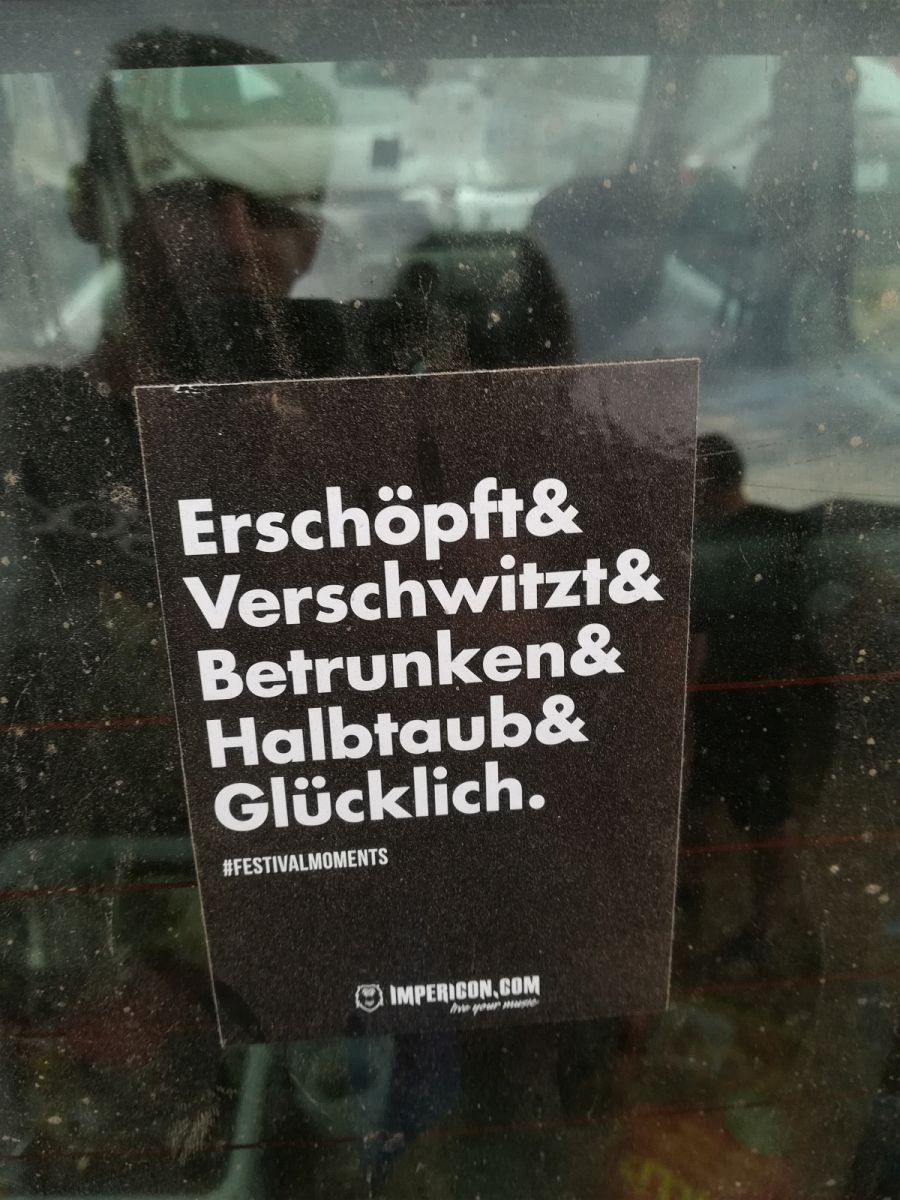 Erschöpft&
Verschwitzt&
Betrunken&
Halbtaub&
Glücklich.
#FESTIVALMOMENTS
IMPERICON.COM
live your music